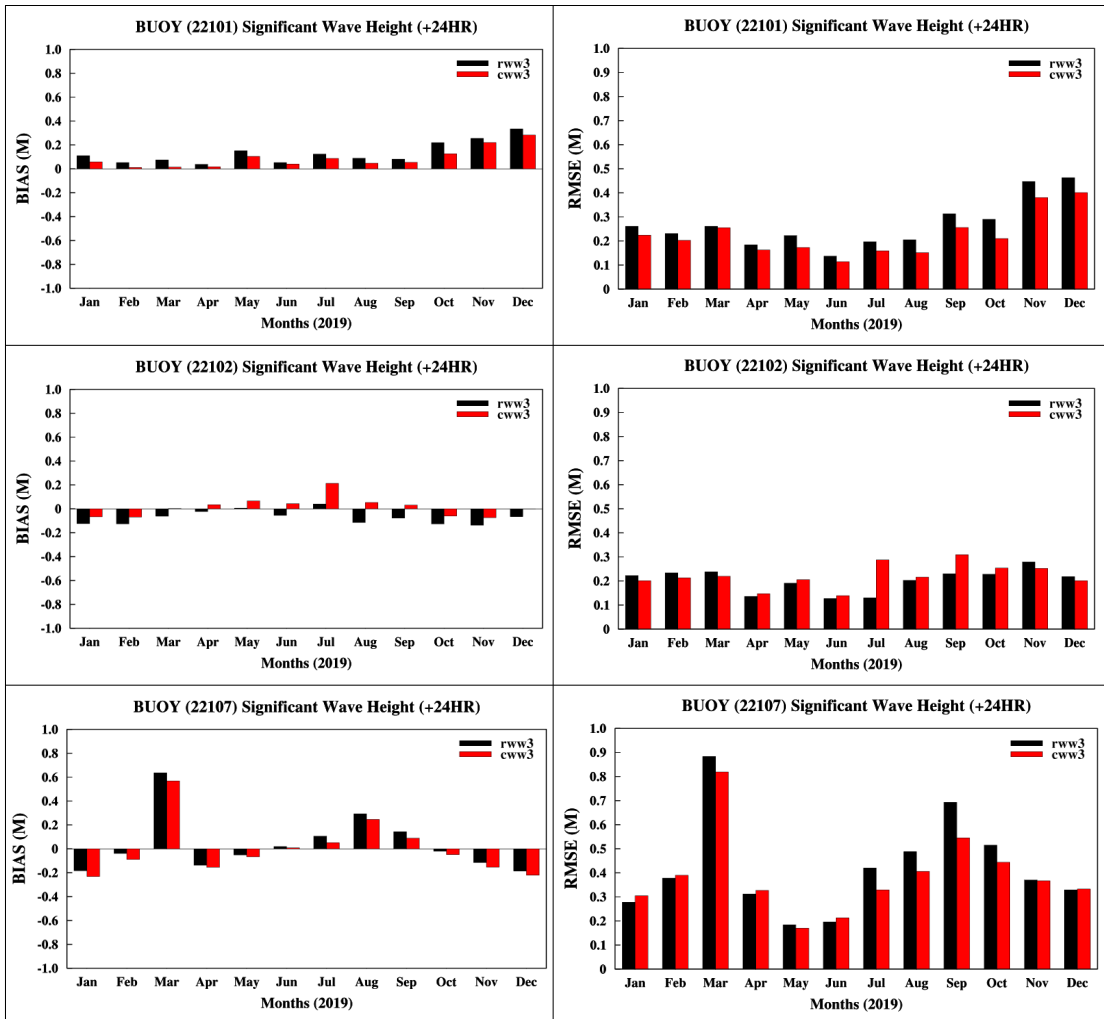 BUOY (22101) Significant Wave Height (+24HR)
1.0
0.8
0.6
0.4
0.2
0
-0.2
-0.4
-0.6
-0.8
-1.0
BIAS (M)
rww3
cww3
Jan Feb Mar Apr May Jun Jul Aug Sep Oct Nov Dec
Months (2019)
BUOY (22101) Significant Wave Height (+24HR)
1.0
0.9
0.8
0.7
0.6
0.5
0.4
0.3
0.2
0.1
0
RMSE (M)
rww3
cww3
Jan Feb Mar Apr May Jun Jul Aug Sep Oct Nov Dec
Months (2019)
BUOY (22102) Significant Wave Height (+24HR)
1.0
0.8
0.6
0.4
0.2
0
-0.2
-0.4
-0.6
-0.8
-1.0
BIAS (M)
rww3
cww3
Jan Feb Mar Apr May Jun Jul Aug Sep Oct Nov Dec
Months (2019)
BUOY (22102) Significant Wave Height (+24HR)
1.0
0.9
0.8
0.7
0.6
0.5
0.4
0.3
0.2
0.1
0
RMSE (M)
rww3
cww3
Jan Feb Mar Apr May Jun Jul Aug Sep Oct Nov Dec
Months (2019)
BUOY (22107) Significant Wave Height (+24HR)
1.0
0.8
0.6
0.4
0.2
0
-0.2
-0.4
-0.6
-0.8
-1.0
BIAS (M)
rww3
cww3
Jan Feb Mar Apr May Jun Jul Aug Sep Oct Nov Dec
Months (2019)
BUOY (22107) Significant Wave Height (+24HR)
1.0
0.9
0.8
0.7
0.6
0.5
0.4
0.3
0.2
0.1
0
RMSE (M)
rww3
cww3
Jan Feb Mar Apr May Jun Jul Aug Sep Oct Nov Dec
Months (2019)